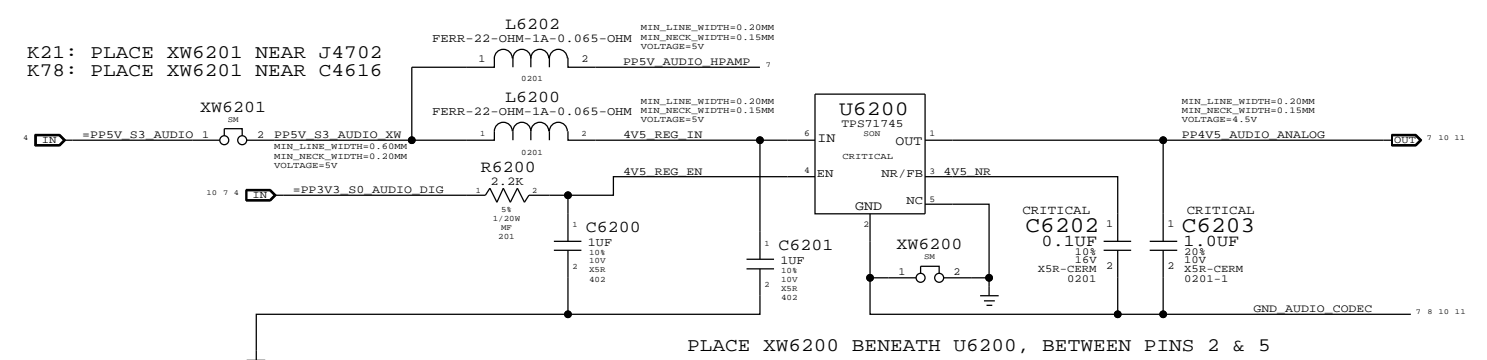 L6202
FERR-22-OHM-1A-0.065-OHM
MIN_LINE_WIDTH=0.20MM
MIN_NECK_WIDTH=0.15MM
VOLTAGE=5V
1 2
0201
PP5V_AUDIO_HPAMP 7
K21: PLACE XW6201 NEAR J4702
K78: PLACE XW6201 NEAR C4616
XW6201
SM
4 IN =PP5V_S3_AUDIO 1 2 PP5V_S3_AUDIO_XW
MIN_LINE_WIDTH=0.60MM
MIN_NECK_WIDTH=0.20MM
VOLTAGE=5V
L6200
FERR-22-OHM-1A-0.065-OHM
MIN_LINE_WIDTH=0.20MM
MIN_NECK_WIDTH=0.15MM
VOLTAGE=5V
1 2
0201
4V5_REG_IN
R6200
2.2K
10 7 4 IN =PP3V3_S0_AUDIO_DIG 1 2
5%
1/20W
MF
201
4V5_REG_EN
1 C6200
1UF
10%
10V
X5R
402
2
1 C6201
1UF
10%
10V
X5R
402
2
U6200
TPS71745
SON
CRITICAL
6 IN
4 EN
OUT 1
NR/FB 3 4V5_NR
NC 5
GND
2
XW6200
SM
1 2
MIN_LINE_WIDTH=0.20MM
MIN_NECK_WIDTH=0.15MM
VOLTAGE=4.5V
PP4V5_AUDIO_ANALOG OUT 7 10 11
CRITICAL
C6202 1
0.1UF
10%
16V
X5R-CERM
0201
2
CRITICAL
1 C6203
1.0UF
20%
10V
X5R-CERM
0201-1
2
GND_AUDIO_CODEC 7 8 10 11
PLACE XW6200 BENEATH U6200, BETWEEN PINS 2 & 5